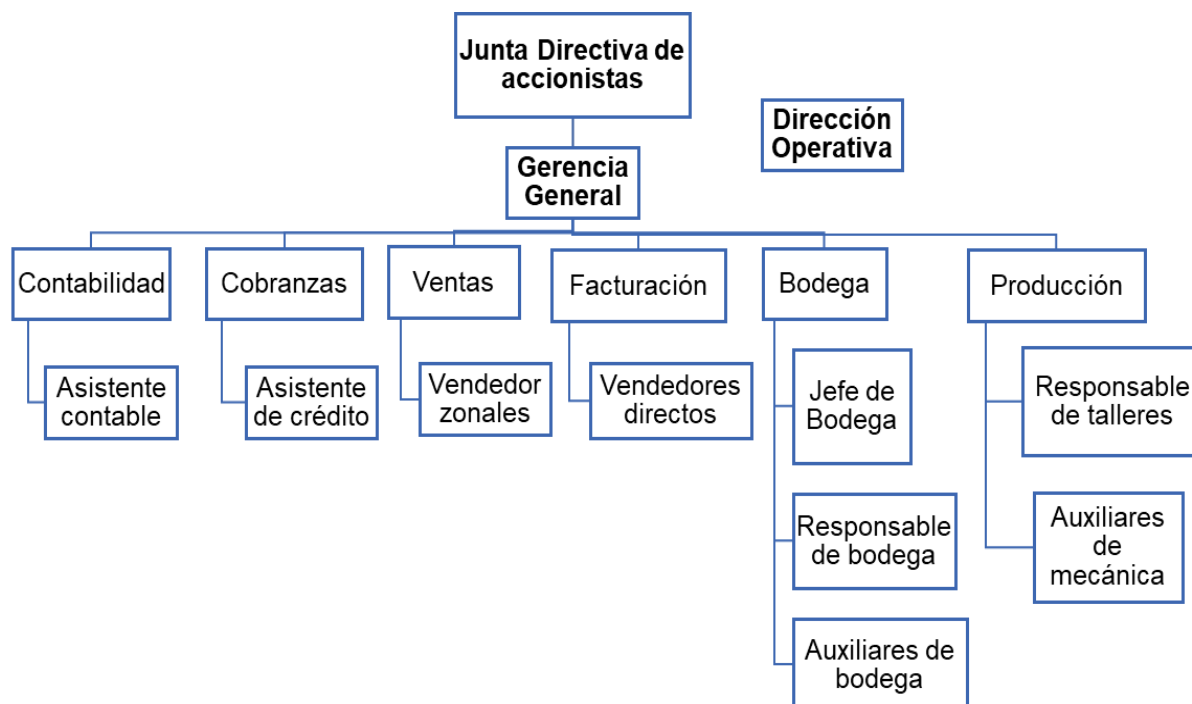 Junta Directiva de
accionistas
Dirección
Operativa
Gerencia
General
Contabilidad
Cobranzas
Ventas
Facturación
Bodega
Producción
Asistente
contable
Asistente
de crédito
Vendedor
zonales
Vendedores
directos
Jefe de
Bodega
Responsable
de talleres
Responsable
de bodega
Auxiliares
de
mecánica
Auxiliares de
bodega